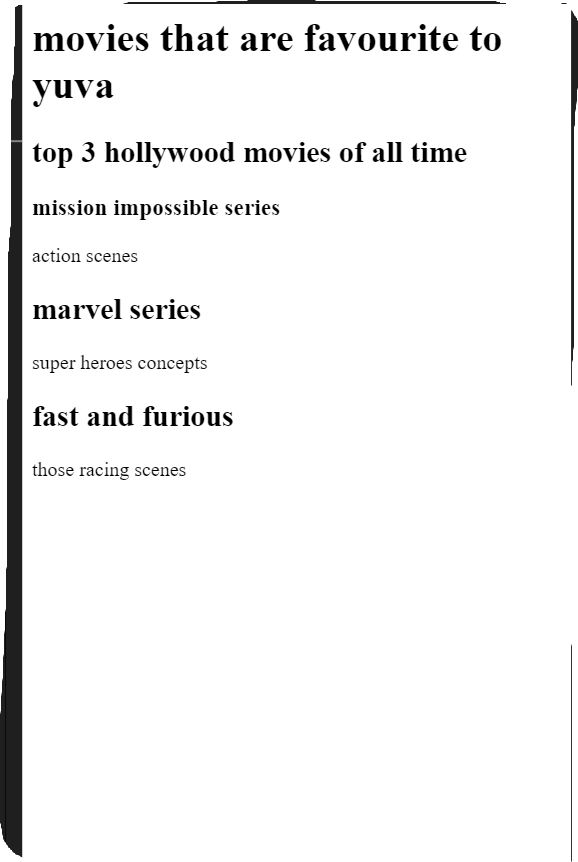 movies that are favourite to
yuva
top 3 hollywood movies of all time
mission impossible series
action scenes
marvel series
super heroes concepts
fast and furious
those racing scenes